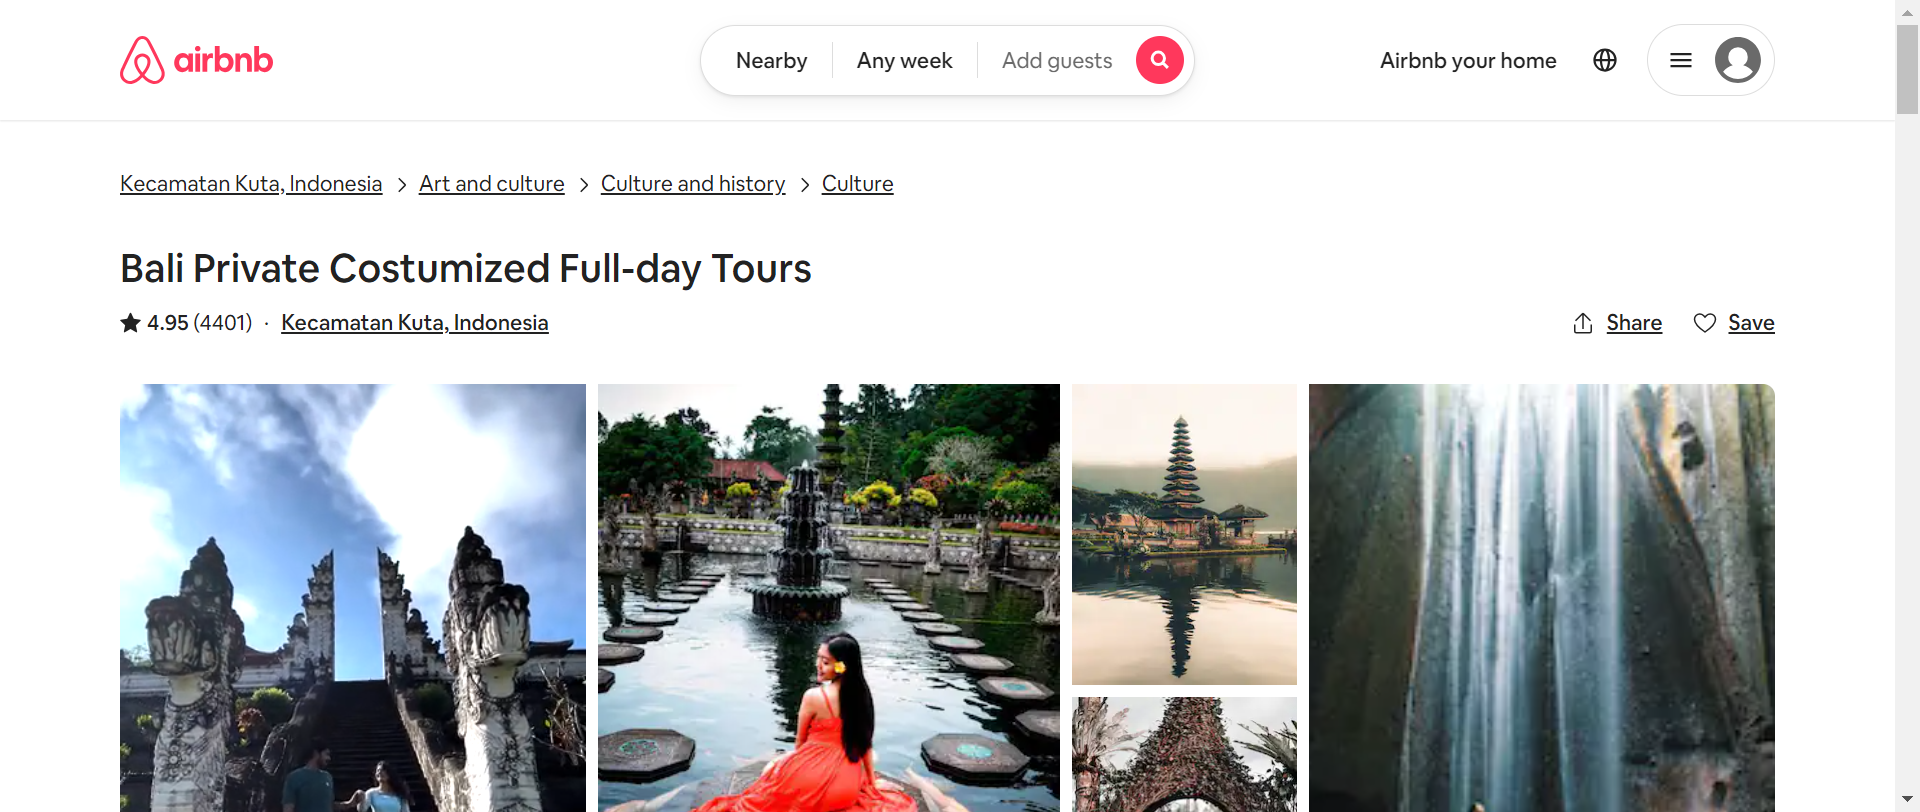 airbnb
Nearby
Any week
Add guests
Airbnb your home
Kecamatan Kuta, Indonesia > Art and culture > Culture and history > Culture
Bali Private Costumized Full-day Tours
4.95 (4401) · Kecamatan Kuta, Indonesia
Share
Save